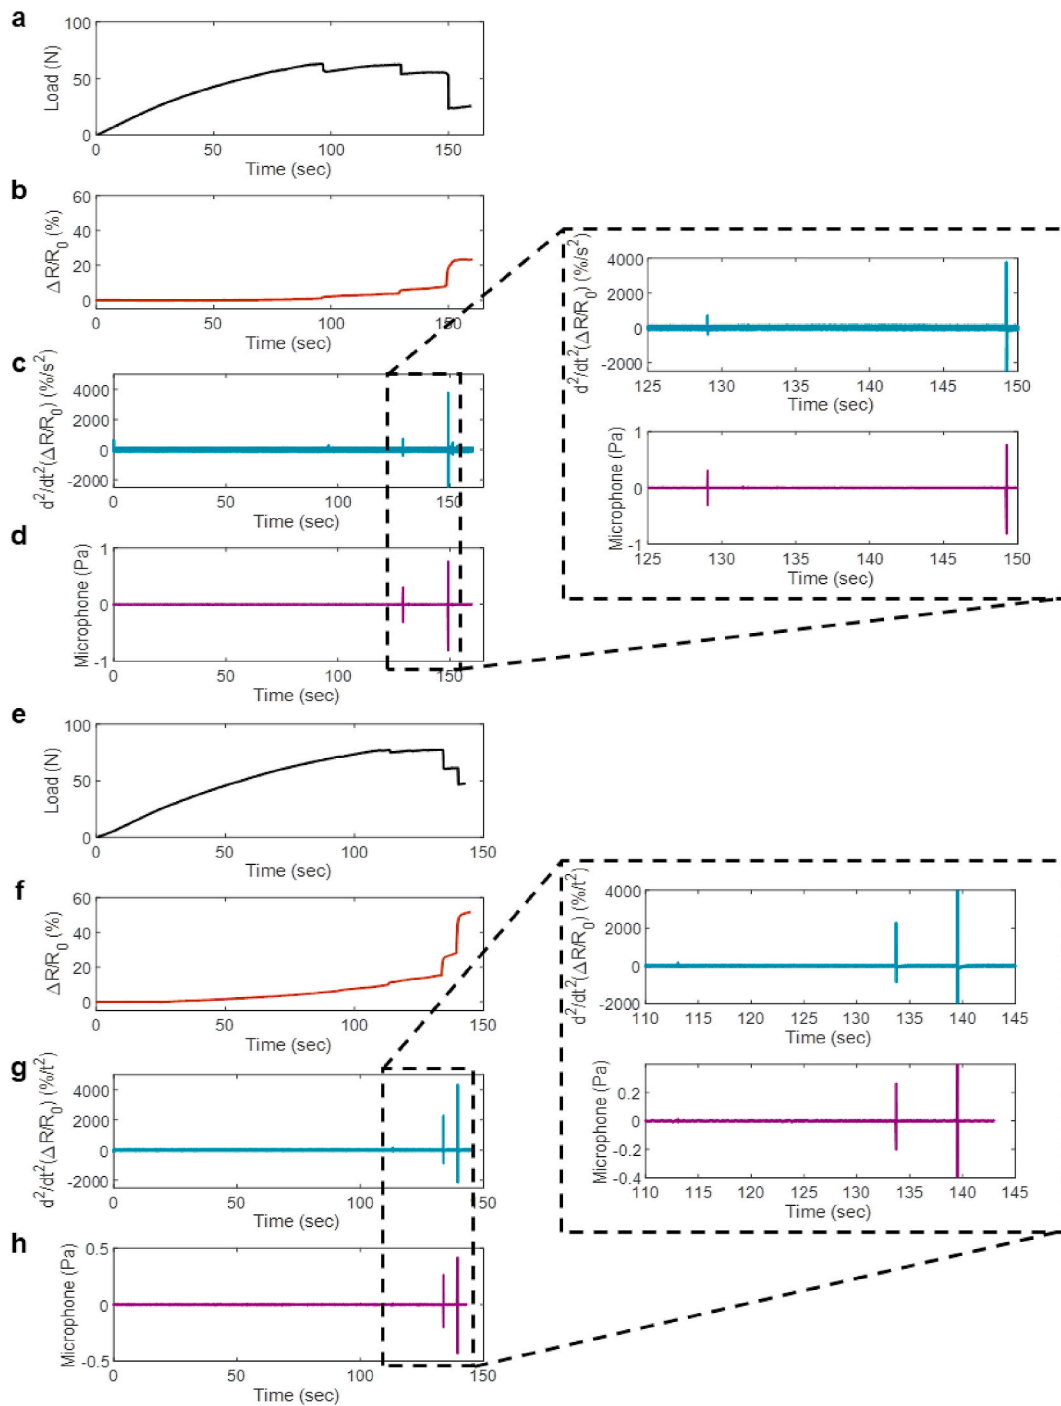 a
100
50
0
Load (N)
0 50 100 150
Time (sec)
b
60
40
20
0
ΔR/R0 (%)
0 50 100 150
Time (sec)
c
4000
2000
0
-2000
d2/dt2(ΔR/R0) (%/s2)
0 50 100 150
Time (sec)
d
1
0
-1
Microphone (Pa)
0 50 100 150
Time (sec)
4000
2000
0
-2000
d2/dt2(ΔR/R0) (%/s2)
125 130 135 140 145 150
Time (sec)
1
0
-1
Microphone (Pa)
125 130 135 140 145 150
Time (sec)
e
100
50
0
Load (N)
0 50 100 150
Time (sec)
f
60
40
20
0
ΔR/R0 (%)
0 50 100 150
Time (sec)
g
4000
2000
0
-2000
d2/dt2(ΔR/R0) (%/t2)
0 50 100 150
Time (sec)
h
0.5
0
-0.5
Microphone (Pa)
0 50 100 150
Time (sec)
4000
2000
0
-2000
d2/dt2(ΔR/R0) (%/t2)
110 115 120 125 130 135 140 145
Time (sec)
0.2
0
-0.2
-0.4
Microphone (Pa)
110 115 120 125 130 135 140 145
Time (sec)